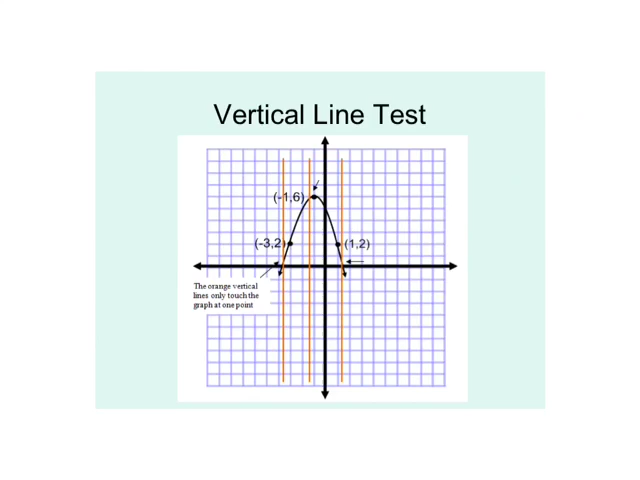 Vertical Line Test
(-1,6)
(-3,2) (1,2)
The orange vertical
lines only touch the
graph at one point